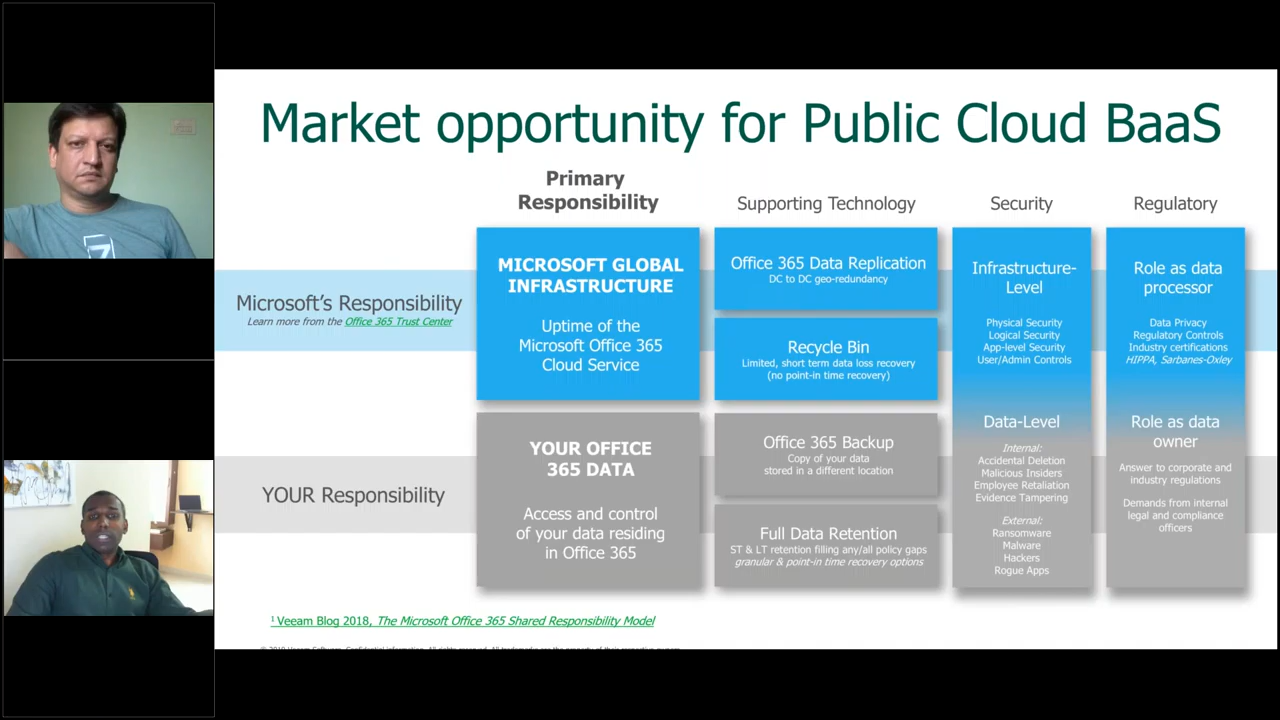 Market opportunity for Public Cloud BaaS
Primary
Responsibility
Supporting Technology
Security
Regulatory
Microsoft's Responsibility
Learn more from the Office 365 Trust Center
MICROSOFT GLOBAL
INFRASTRUCTURE
Uptime of the
Microsoft Office 365
Cloud Service
Office 365 Data Replication
DC to DC geo-redundancy
Recycle Bin
Limited, short term data loss recovery
(no point-in time recovery)
Infrastructure-
Level
Physical Security
Logical Security
App-level Security
User/Admin Controls
Role as data
processor
Data Privacy
Regulatory Controls
Industry certifications
HIPPA, Sarbanes-Oxley
YOUR Responsibility
YOUR OFFICE
365 DATA
Access and control
of your data residing
in Office 365
Office 365 Backup
Copy of your data
stored in a different location
Full Data Retention
ST & LT retention filling any/all policy gaps
granular & point-in time recovery options
Data-Level
Internal:
Accidental Deletion
Malicious Insiders
Employee Retaliation
Evidence Tampering
External:
Ransomware
Malware
Hackers
Rogue Apps
Role as data
owner
Answer to corporate and
industry regulations
Demands from internal
legal and compliance
officers
1 Veeam Blog 2018, The Microsoft Office 365 Shared Responsibility Model